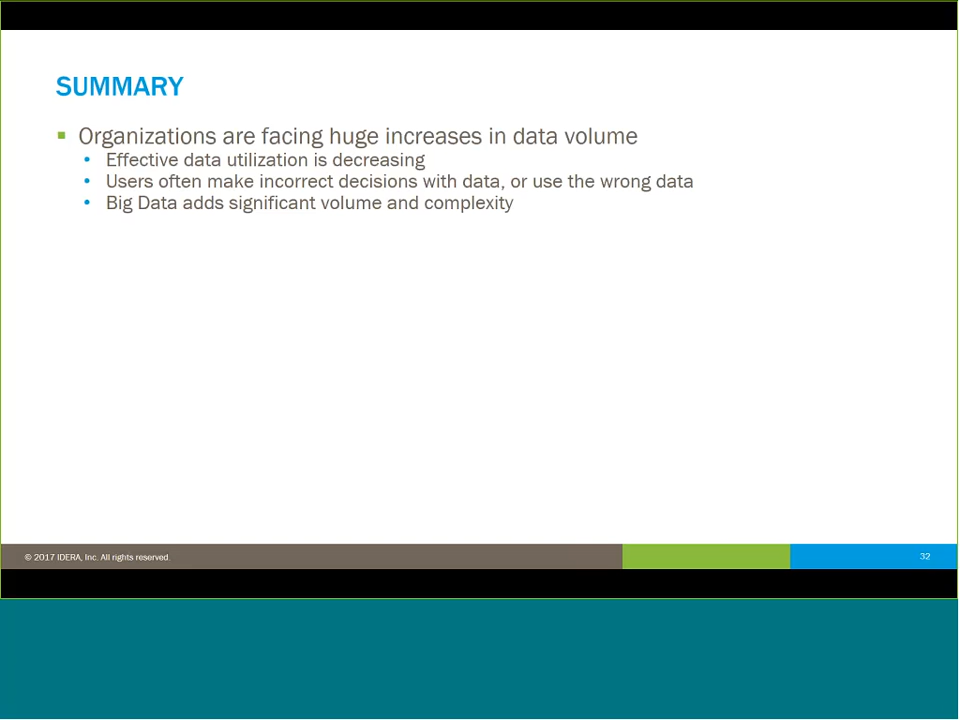 SUMMARY
Organizations are facing huge increases in data volume
Effective data utilization is decreasing
Users often make incorrect decisions with data, or use the wrong data
Big Data adds significant volume and complexity
© 2017 IDERA, Inc. All rights reserved.
32